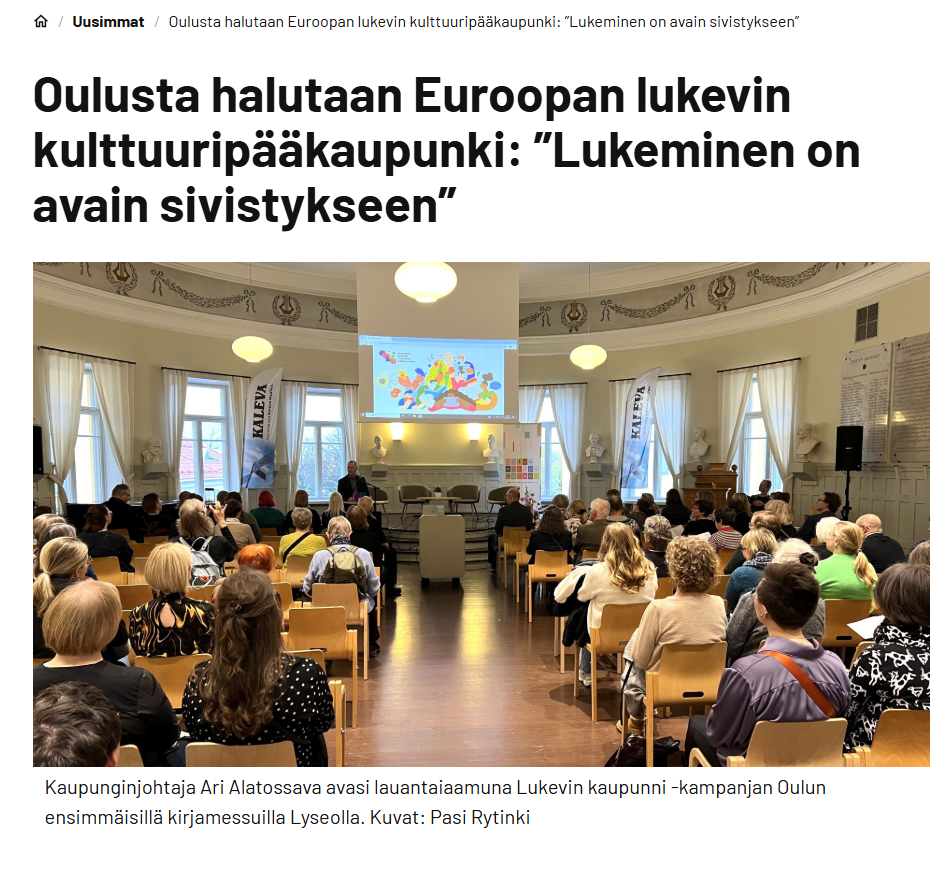 / Uusimmat / Oulusta halutaan Euroopan lukevin kulttuuripääkaupunki: ”Lukeminen on avain sivistykseen”
Oulusta halutaan Euroopan lukevin
kulttuuripääkaupunki: ”Lukeminen on
avain sivistykseen”
KALEVA
KALEVA
Kaupunginjohtaja Ari Alatossava avasi lauantaiaamuna Lukevin kaupunni -kampanjan Oulun
ensimmäisillä kirjamessuilla Lyseolla. Kuvat: Pasi Rytinki